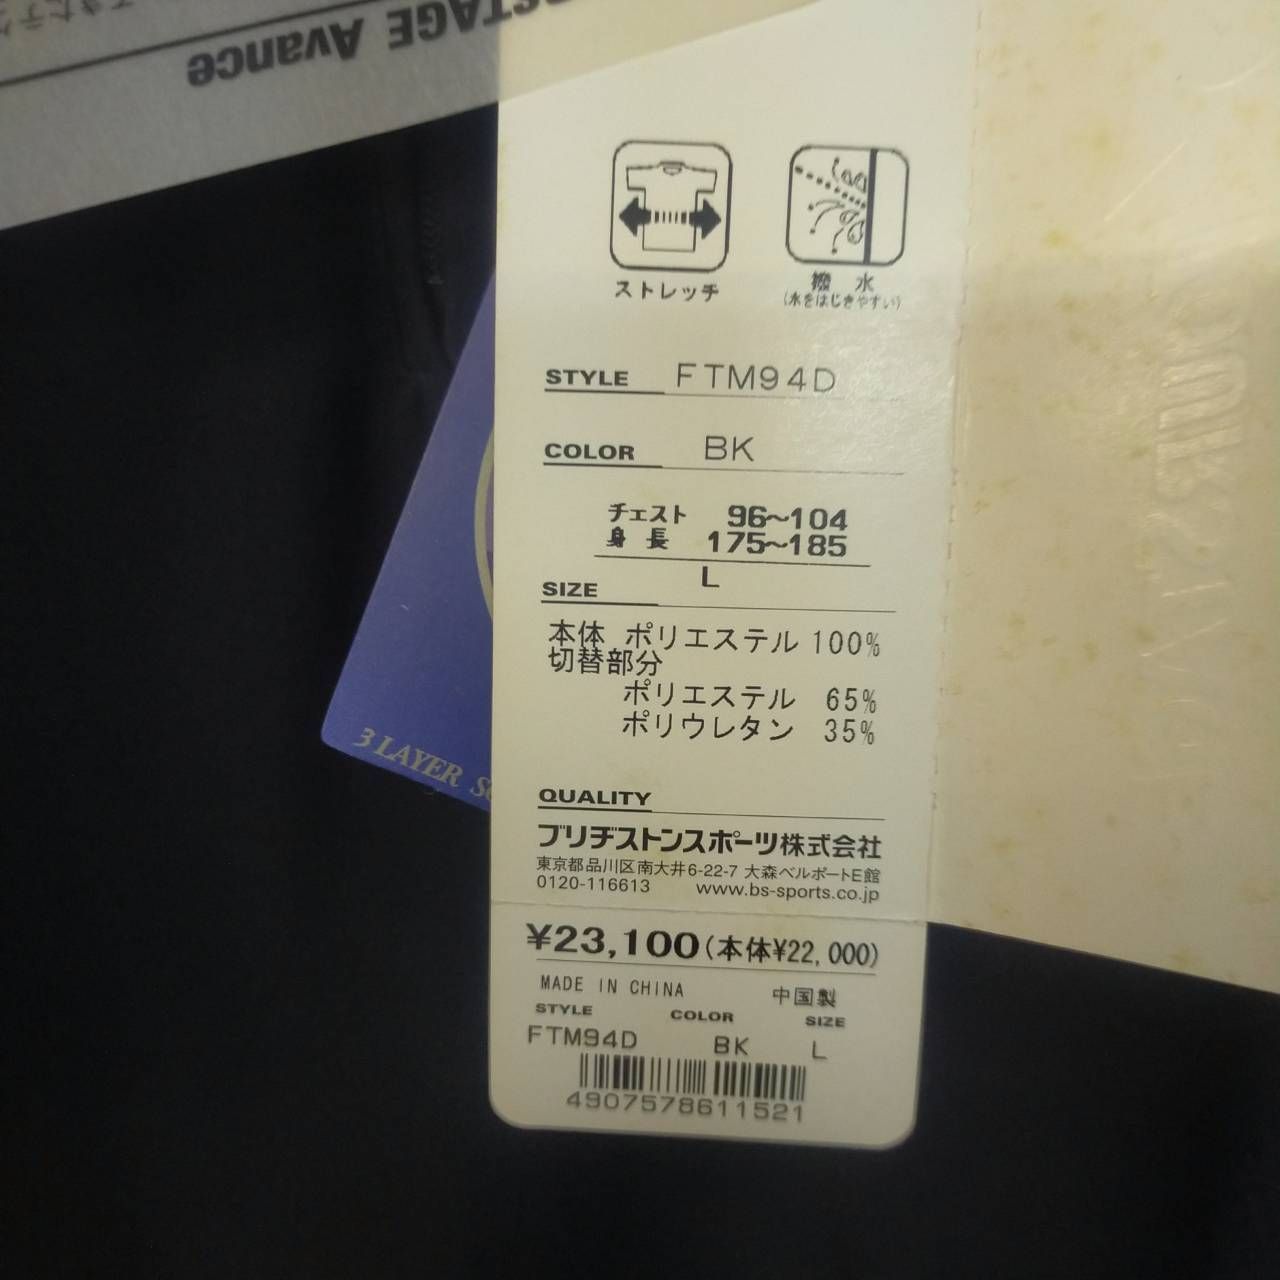 STAGE Avance
ストレッチ
撥水
(水をはじきやすい)
STYLE FTM94D
COLOR BK
チェスト 96~104
身長 175~185
SIZE L
本体 ポリエステル 100%
切替部分
ポリエステル 65%
ポリウレタン 35%
QUALITY
ブリヂストンスポーツ株式会社
東京都品川区南大井6-22-7 大森ベルポートE館
0120-116613 www.bs-sports.co.jp
¥23,100(本体¥22,000)
MADE IN CHINA 中国製
STYLE COLOR SIZE
FTM94D BK L
4907578611521
3 LAYER